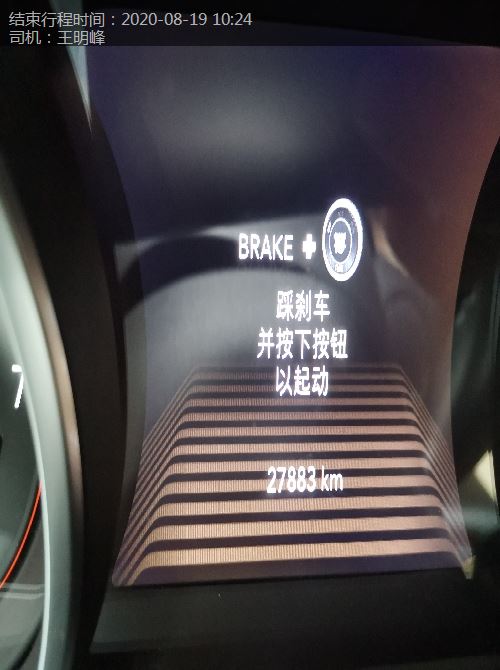 结束行程时间：2020-08-19 10:24
司机：王明峰
BRAKE +
踩刹车
并按下按钮
以起动
27883 km
7